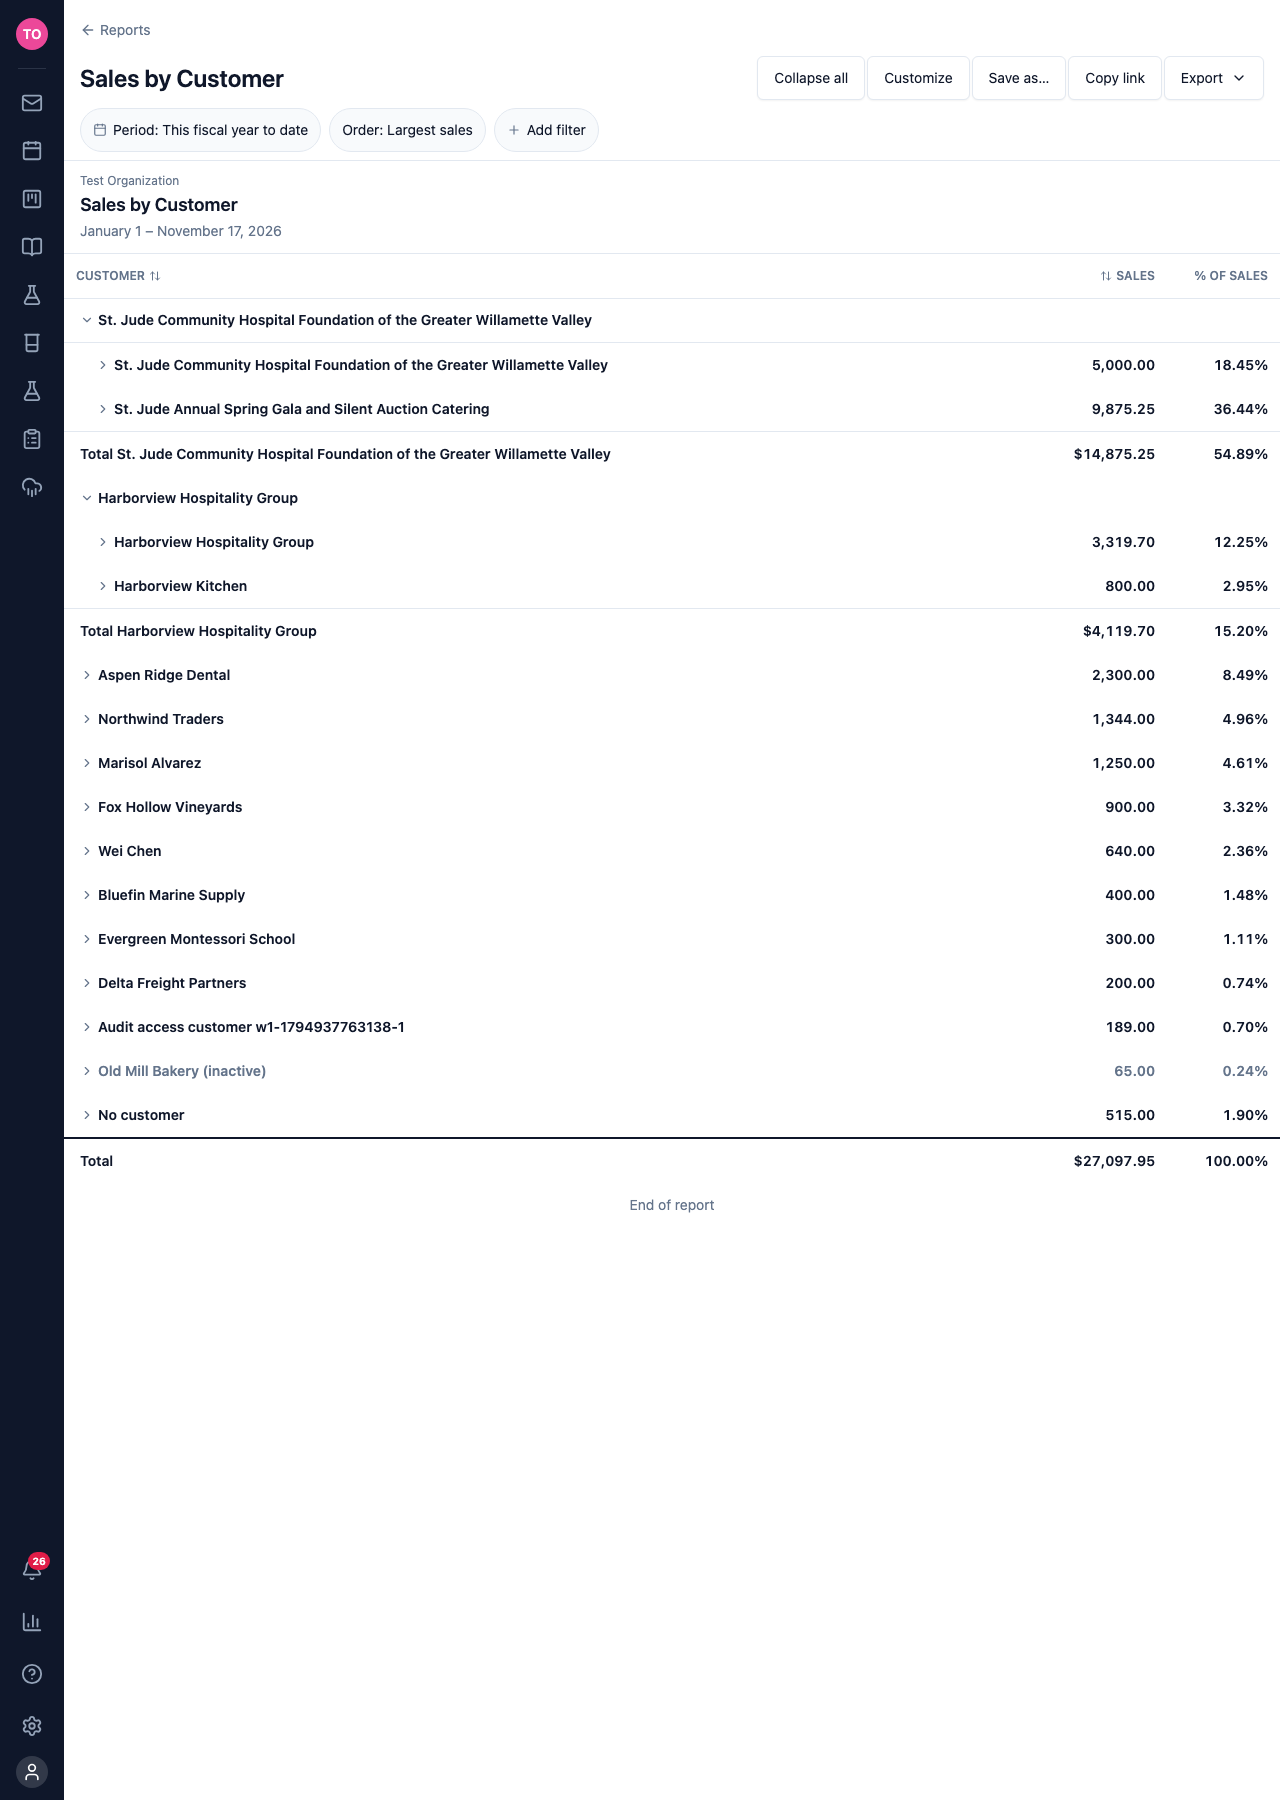 TO
Reports
Sales by Customer
Collapse all
Customize
Save as...
Copy link
Export
Period: This fiscal year to date
Order: Largest sales
Add filter
Test Organization
Sales by Customer
January 1 – November 17, 2026
CUSTOMER SALES % OF SALES
St. Jude Community Hospital Foundation of the Greater Willamette Valley
St. Jude Community Hospital Foundation of the Greater Willamette Valley 5,000.00 18.45%
St. Jude Annual Spring Gala and Silent Auction Catering 9,875.25 36.44%
Total St. Jude Community Hospital Foundation of the Greater Willamette Valley $14,875.25 54.89%
Harborview Hospitality Group
Harborview Hospitality Group 3,319.70 12.25%
Harborview Kitchen 800.00 2.95%
Total Harborview Hospitality Group $4,119.70 15.20%
Aspen Ridge Dental 2,300.00 8.49%
Northwind Traders 1,344.00 4.96%
Marisol Alvarez 1,250.00 4.61%
Fox Hollow Vineyards 900.00 3.32%
Wei Chen 640.00 2.36%
Bluefin Marine Supply 400.00 1.48%
Evergreen Montessori School 300.00 1.11%
Delta Freight Partners 200.00 0.74%
Audit access customer w1-1794937763138-1 189.00 0.70%
Old Mill Bakery (inactive) 65.00 0.24%
No customer 515.00 1.90%
Total $27,097.95 100.00%
End of report
26